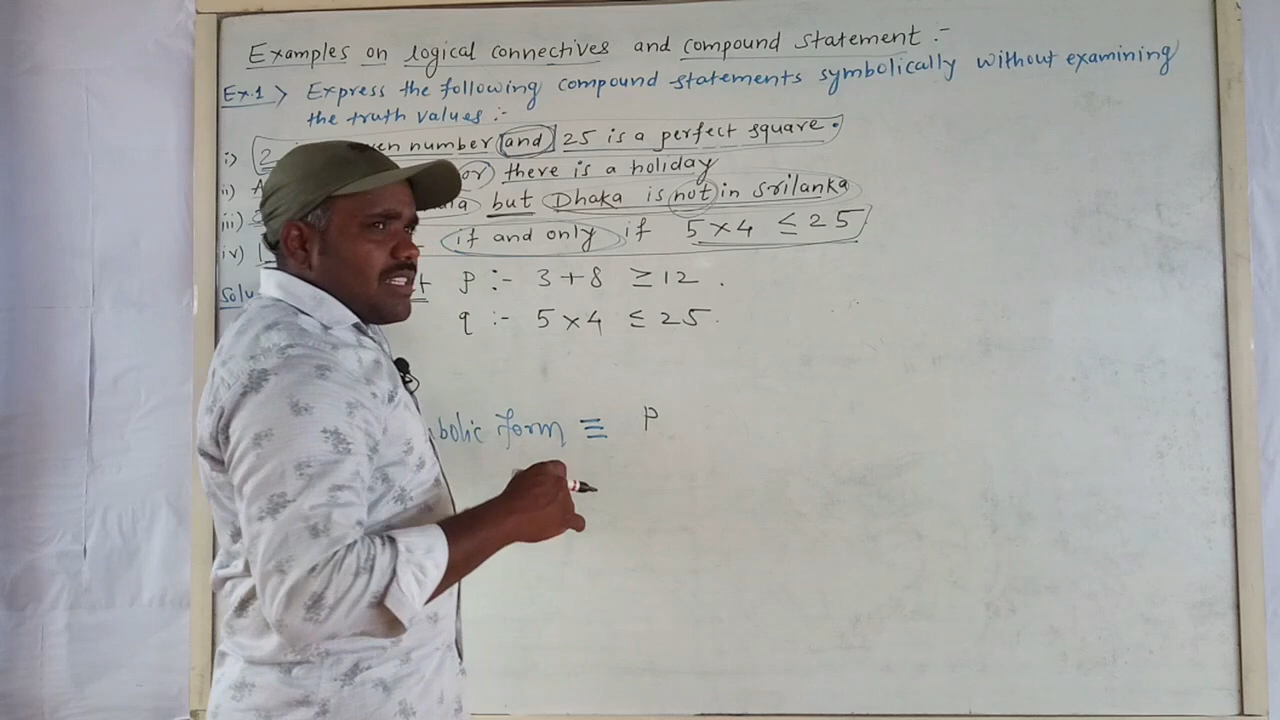 Examples on logical connectives and compound statement :-
Ex.1> Express the following compound statements symbolically without examining
the truth values :-
i) 2 number and 25 is a perfect square.
ii) or there is a holiday
iii) but Dhaka is not in Srilanka
iv) if and only if 5 × 4 ≤ 25
Solu p :- 3 + 8 ≥ 12 .
q :- 5 × 4 ≤ 25.
form ≡ p